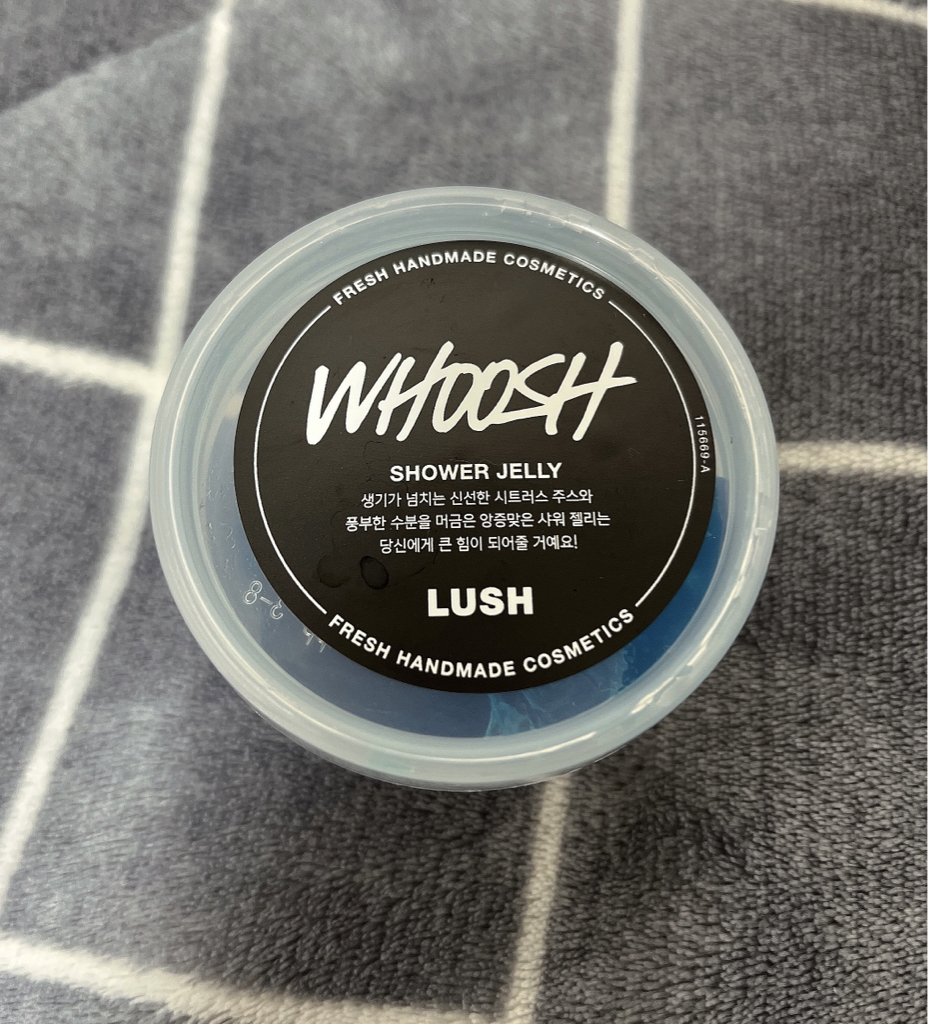 FRESH HANDMADE COSMETICS
WHOOSH
SHOWER JELLY
생기가 넘치는 신선한 시트러스 주스와
풍부한 수분을 머금은 앙증맞은 샤워 젤리는
당신에게 큰 힘이 되어줄 거예요!
LUSH
FRESH HANDMADE COSMETICS
115669-A